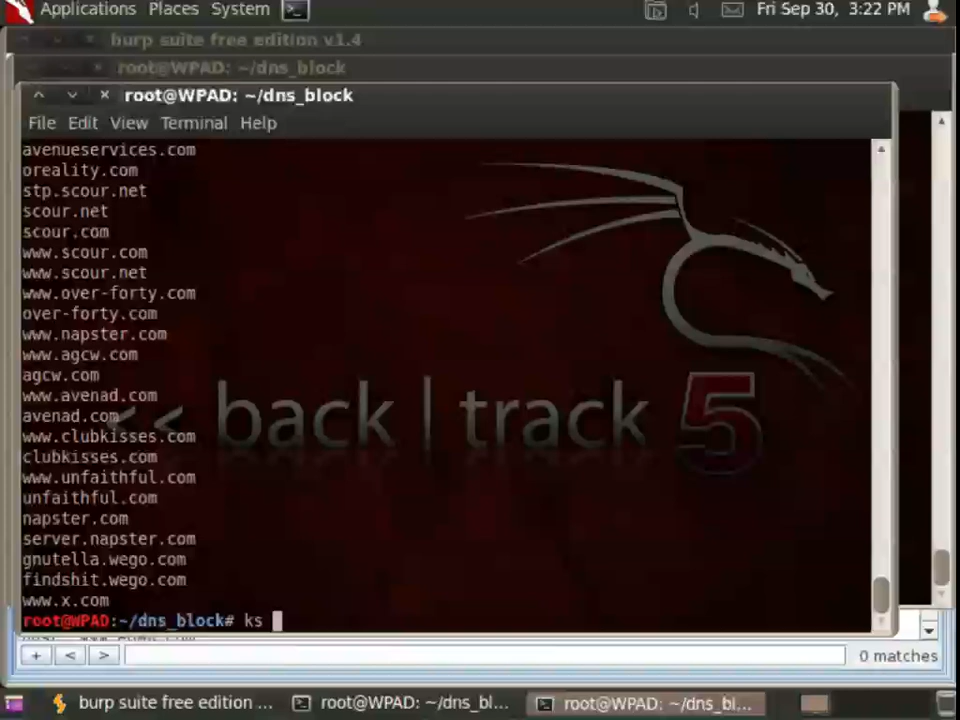 Applications Places System Fri Sep 30, 3:22 PM
burp suite free edition v1.4
root@WPAD: ~/dns_block
root@WPAD: ~/dns_block
File Edit View Terminal Help
avenueservices.com
oreality.com
stp.scour.net
scour.net
scour.com
www.scour.com
www.scour.net
www.over-forty.com
over-forty.com
www.napster.com
www.agcw.com
agcw.com
www.avenad.com
avenad.com
www.clubkisses.com
clubkisses.com
www.unfaithful.com
unfaithful.com
napster.com
server.napster.com
gnutella.wego.com
findshit.wego.com
www.x.com
root@WPAD:~/dns_block# ks
<< back | track 5
+ < > 0 matches
burp suite free edition ... root@WPAD: ~/dns_bl... root@WPAD: ~/dns_bl...